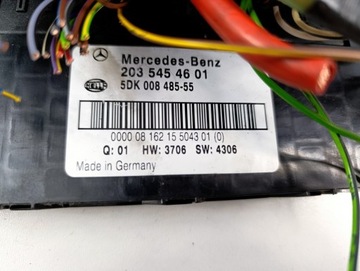 Mercedes-Benz
203 545 46 01
5DK 008 485-55
0000 08 162 15 5043 01 (0)
Q: 01 HW: 3706 SW: 4306
Made in Germany